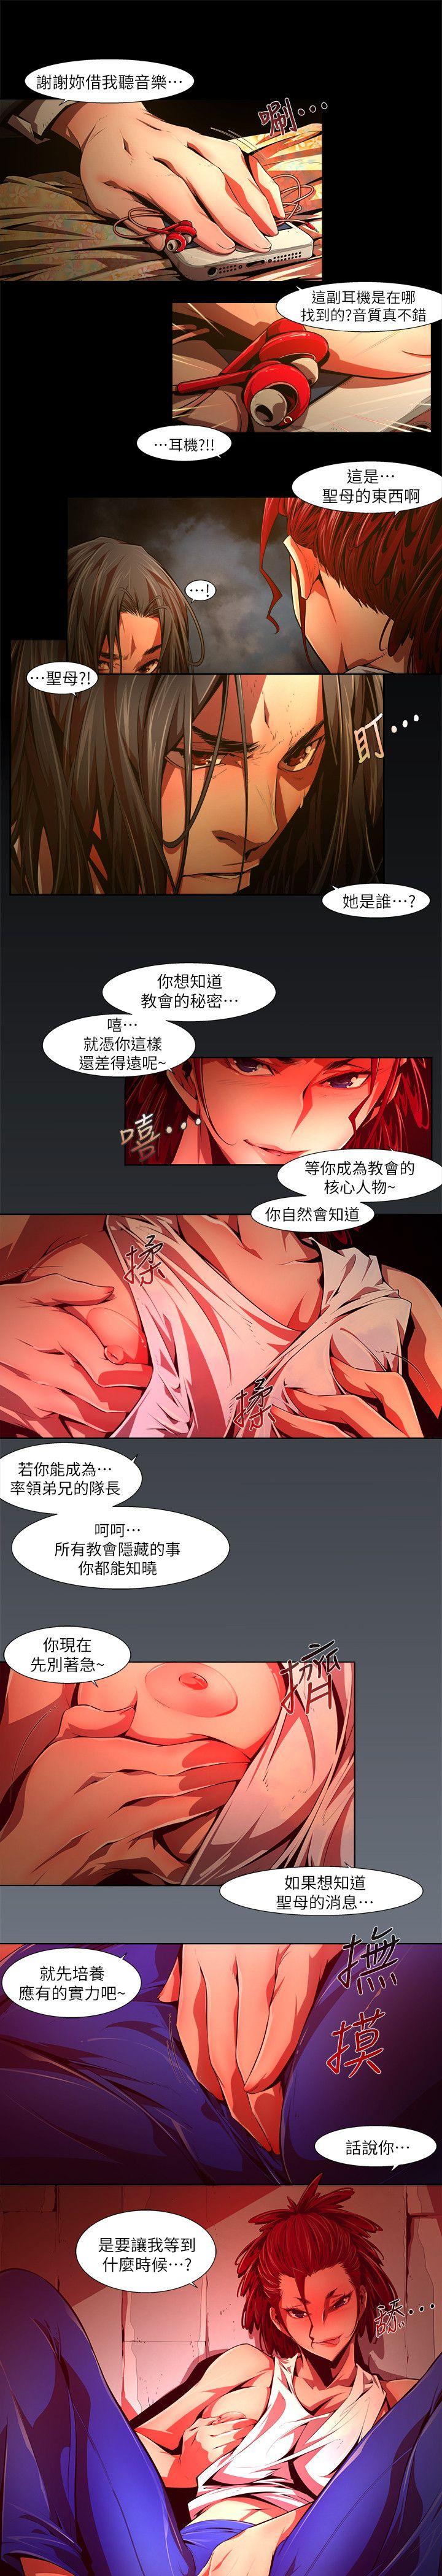 謝謝妳借我聽音樂…
唰…
這副耳機是在哪
找到的?音質真不錯
…耳機?!!
這是…
聖母的東西啊
…!
…聖母?!
盯…
她是誰…?
你想知道
教會的秘密…
嘻…
就憑你這樣
還差得遠呢~
嘻…
等你成為教會的
核心人物~
你自然會知道
揉
揉
若你能成為…
率領弟兄的隊長
呵呵…
所有教會隱藏的事
你都能知曉
你現在
先別著急~
擠
如果想知道
聖母的消息…
就先培養
應有的實力吧~
撫
摸
話說你…
是要讓我等到
什麼時候…?
舔…